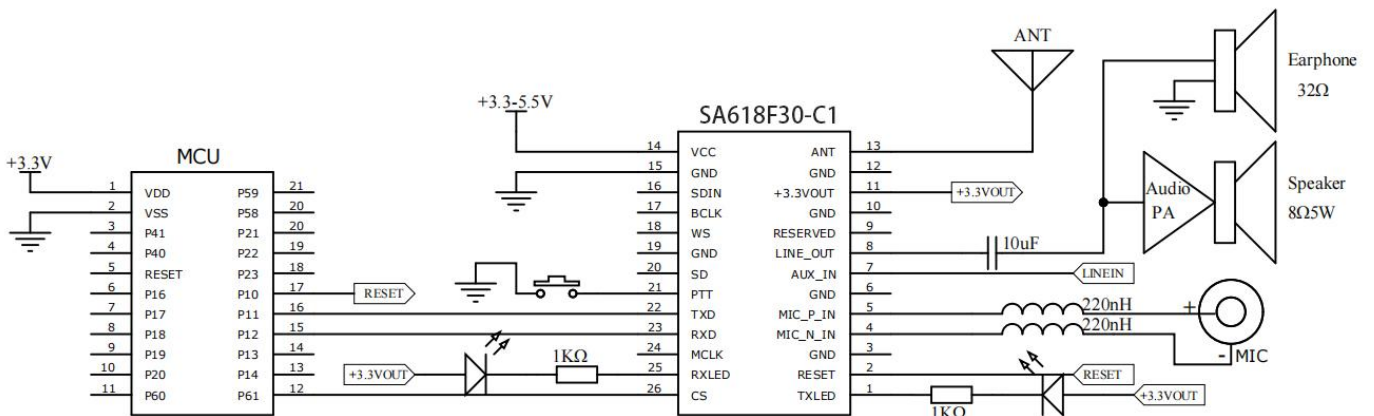 ANT
Earphone
32Ω
+3.3-5.5V
SA618F30-C1
+3.3V
MCU
14 VCC ANT 13
15 GND GND 12
1 VDD P59 21
16 SDIN +3.3VOUT 11 +3.3VOUT
Audio
PA
Speaker
8Ω5W
2 VSS P58 20
17 BCLK GND 10
3 P41 P21 20
18 WS RESERVED 9
4 P40 P22 19
19 GND LINE_OUT 8 10uF
5 RESET P23 18
20 SD AUX_IN 7 LINEIN
6 P16 P10 17 RESET
21 PTT GND 6
7 P17 P11 16
22 TXD MIC_P_IN 5 220nH +
8 P18 P12 15
23 RXD MIC_N_IN 4 220nH
9 P19 P13 14
24 MCLK GND 3
- MIC
10 P20 P14 13
+3.3VOUT 1KΩ 25 RXLED RESET 2 RESET
11 P60 P61 12
26 CS TXLED 1 1KΩ +3.3VOUT